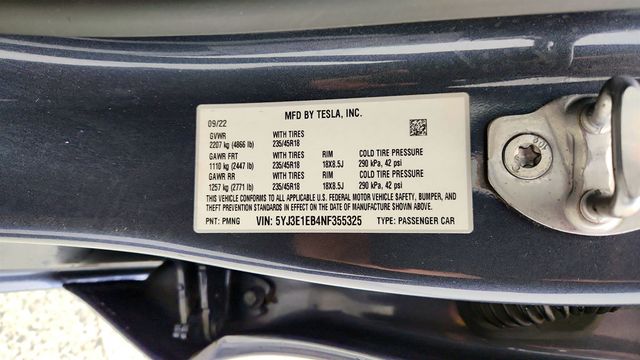 MFD BY TESLA, INC.
09/22
GVWR WITH TIRES
2207 kg (4866 lb) 235/45R18
GAWR FRT WITH TIRES RIM COLD TIRE PRESSURE
1110 kg (2447 lb) 235/45R18 18X8.5J 290 kPa, 42 psi
GAWR RR WITH TIRES RIM COLD TIRE PRESSURE
1257 kg (2771 lb) 235/45R18 18X8.5J 290 kPa, 42 psi
THIS VEHICLE CONFORMS TO ALL APPLICABLE U.S. FEDERAL MOTOR VEHICLE SAFETY, BUMPER, AND
THEFT PREVENTION STANDARDS IN EFFECT ON THE DATE OF MANUFACTURE SHOWN ABOVE.
PNT: PMNG VIN: 5YJ3E1EB4NF355325 TYPE: PASSENGER CAR